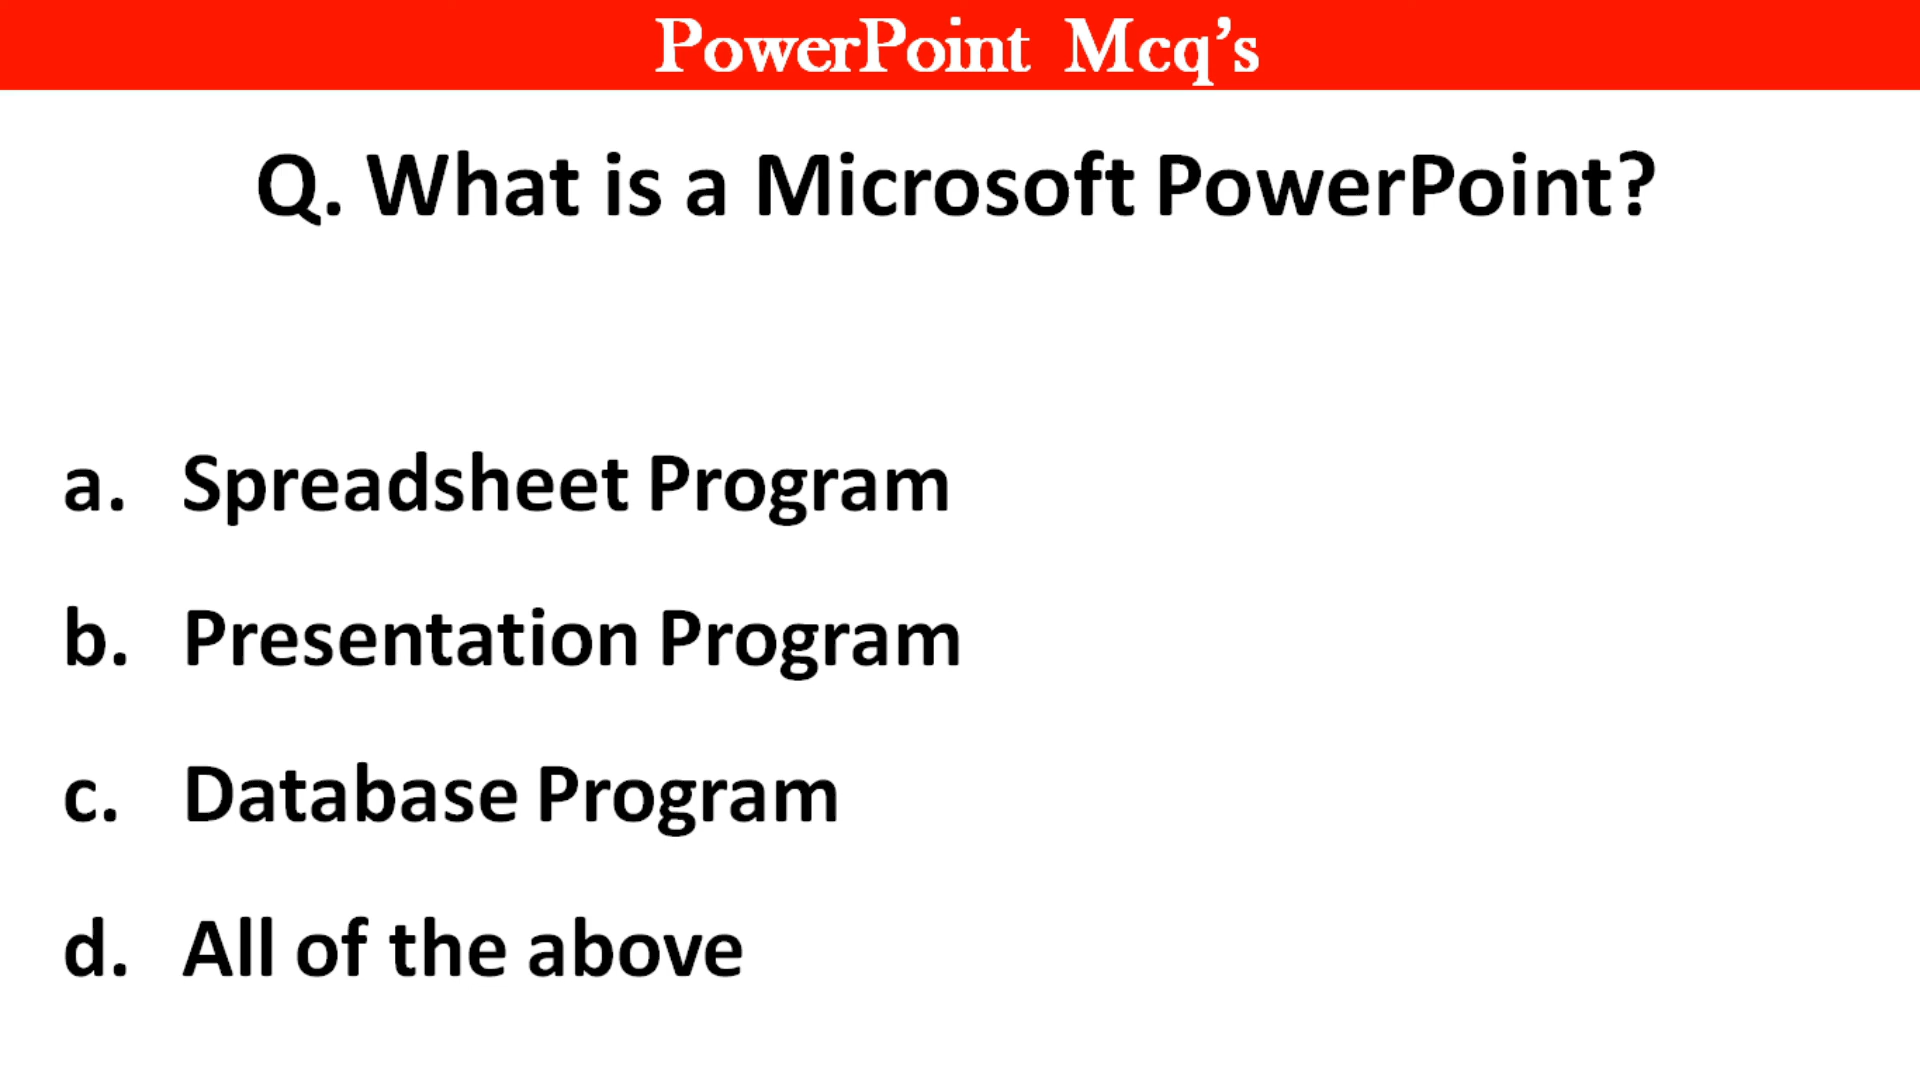 PowerPoint Mcq’s
Q. What is a Microsoft PowerPoint?
a. Spreadsheet Program
b. Presentation Program
c. Database Program
d. All of the above